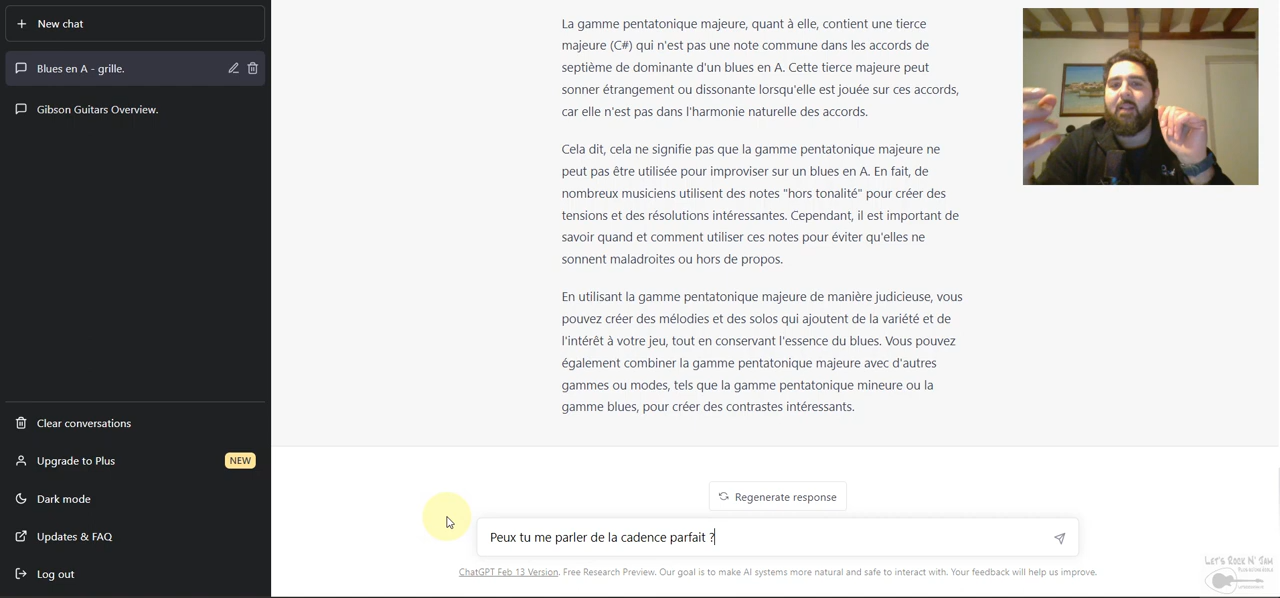 New chat
Blues en A - grille.
Gibson Guitars Overview.
Clear conversations
Upgrade to Plus
NEW
Dark mode
Updates & FAQ
Log out
La gamme pentatonique majeure, quant à elle, contient une tierce
majeure (C#) qui n'est pas une note commune dans les accords de
septième de dominante d'un blues en A. Cette tierce majeure peut
sonner étrangement ou dissonante lorsqu'elle est jouée sur ces accords,
car elle n'est pas dans l'harmonie naturelle des accords.
Cela dit, cela ne signifie pas que la gamme pentatonique majeure ne
peut pas être utilisée pour improviser sur un blues en A. En fait, de
nombreux musiciens utilisent des notes "hors tonalité" pour créer des
tensions et des résolutions intéressantes. Cependant, il est important de
savoir quand et comment utiliser ces notes pour éviter qu'elles ne
sonnent maladroites ou hors de propos.
En utilisant la gamme pentatonique majeure de manière judicieuse, vous
pouvez créer des mélodies et des solos qui ajoutent de la variété et de
l'intérêt à votre jeu, tout en conservant l'essence du blues. Vous pouvez
également combiner la gamme pentatonique majeure avec d'autres
gammes ou modes, tels que la gamme pentatonique mineure ou la
gamme blues, pour créer des contrastes intéressants.
Regenerate response
Peux tu me parler de la cadence parfait ?
ChatGPT Feb 13 Version. Free Research Preview. Our goal is to make AI systems more natural and safe to interact with. Your feedback will help us improve.
LET'S ROCK N' JAM